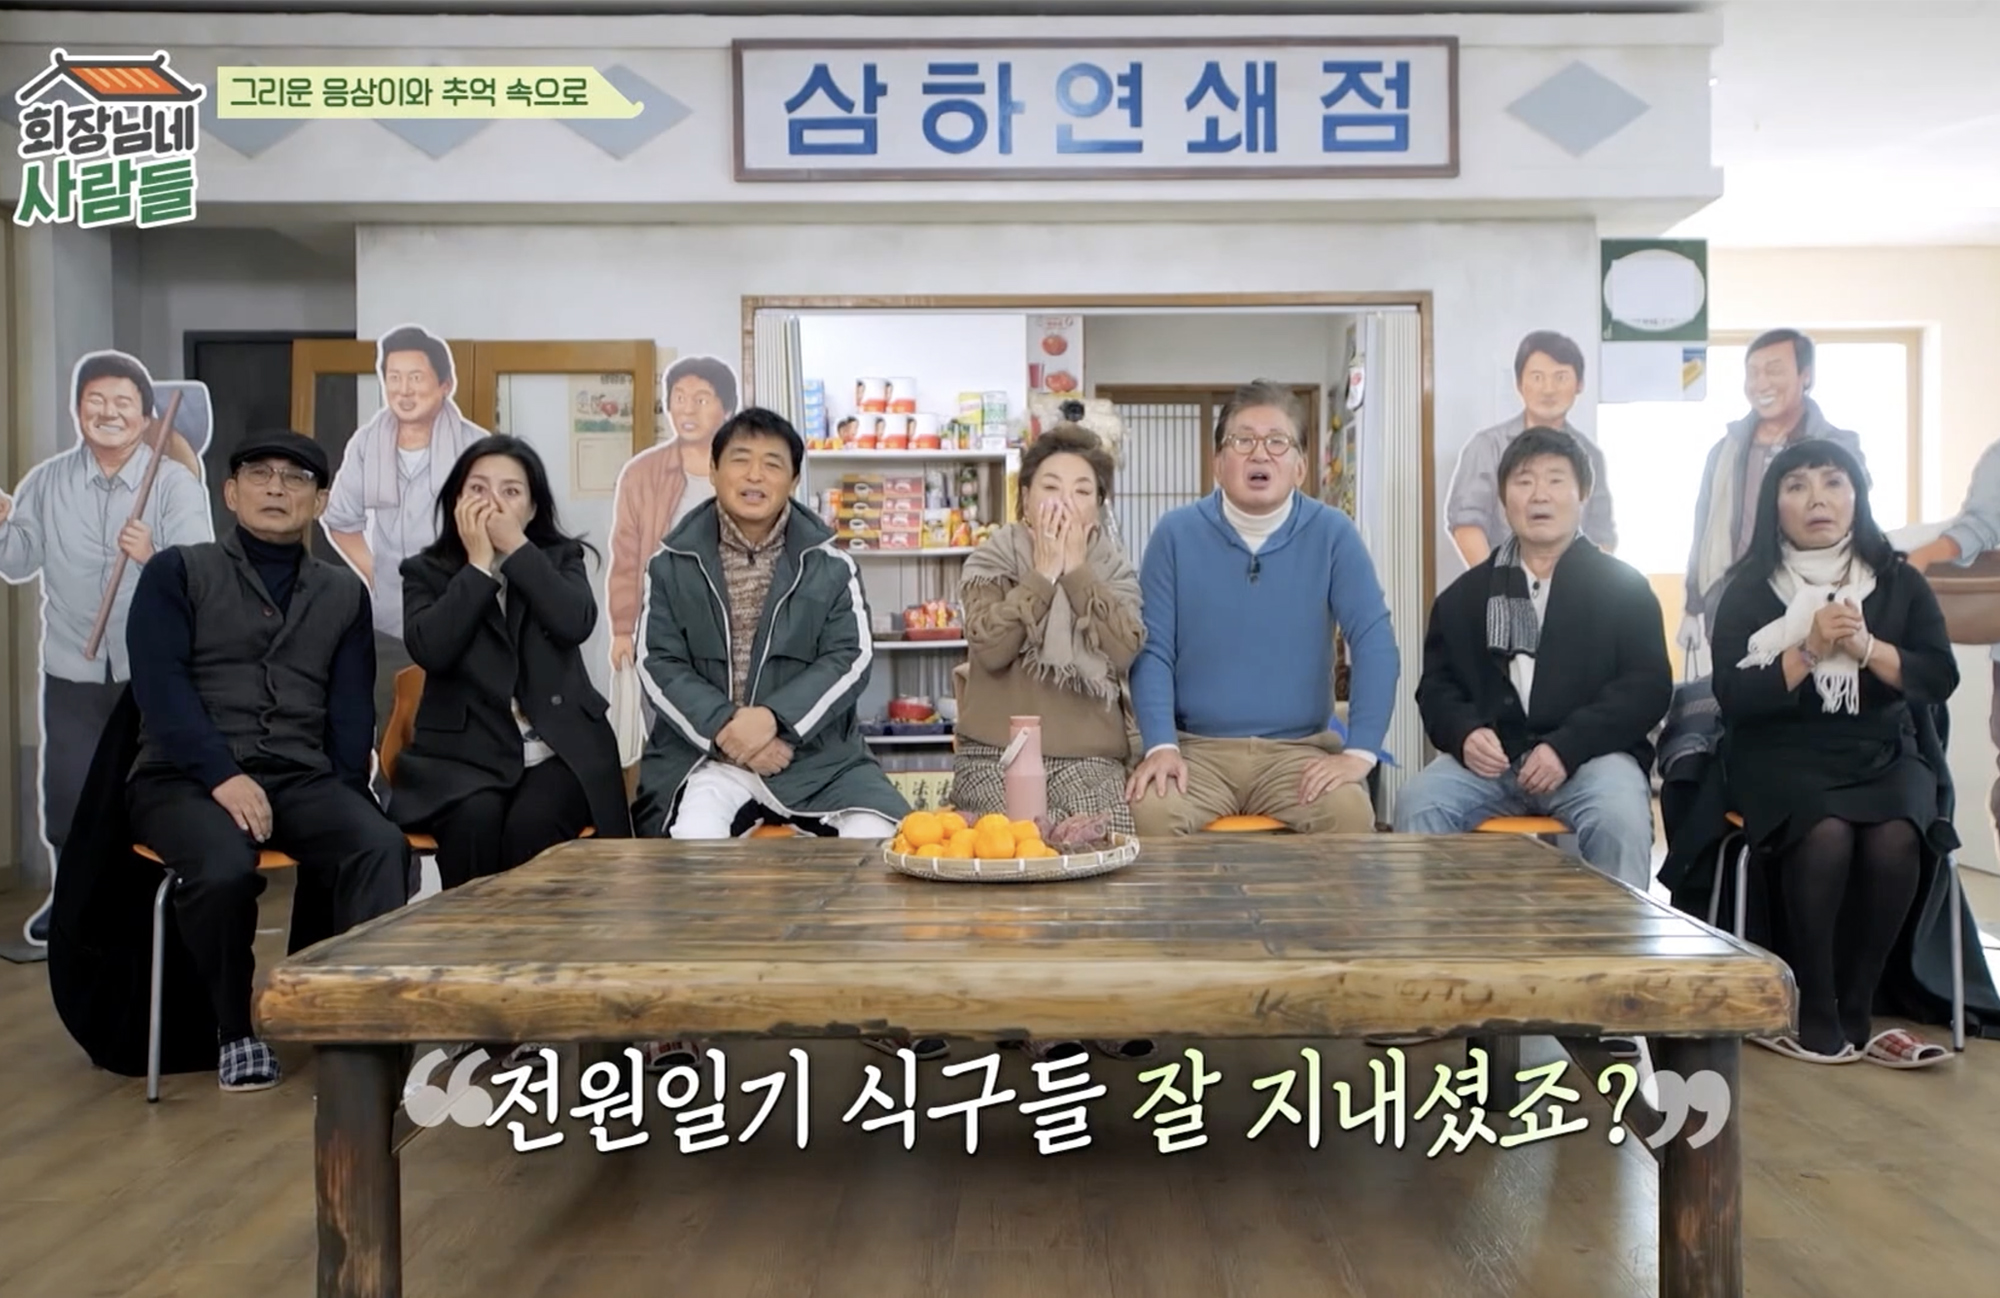 회장님네
사람들
그리운 응삼이와 추억 속으로
삼하연쇄점
“전원일기 식구들 잘 지내셨죠?”